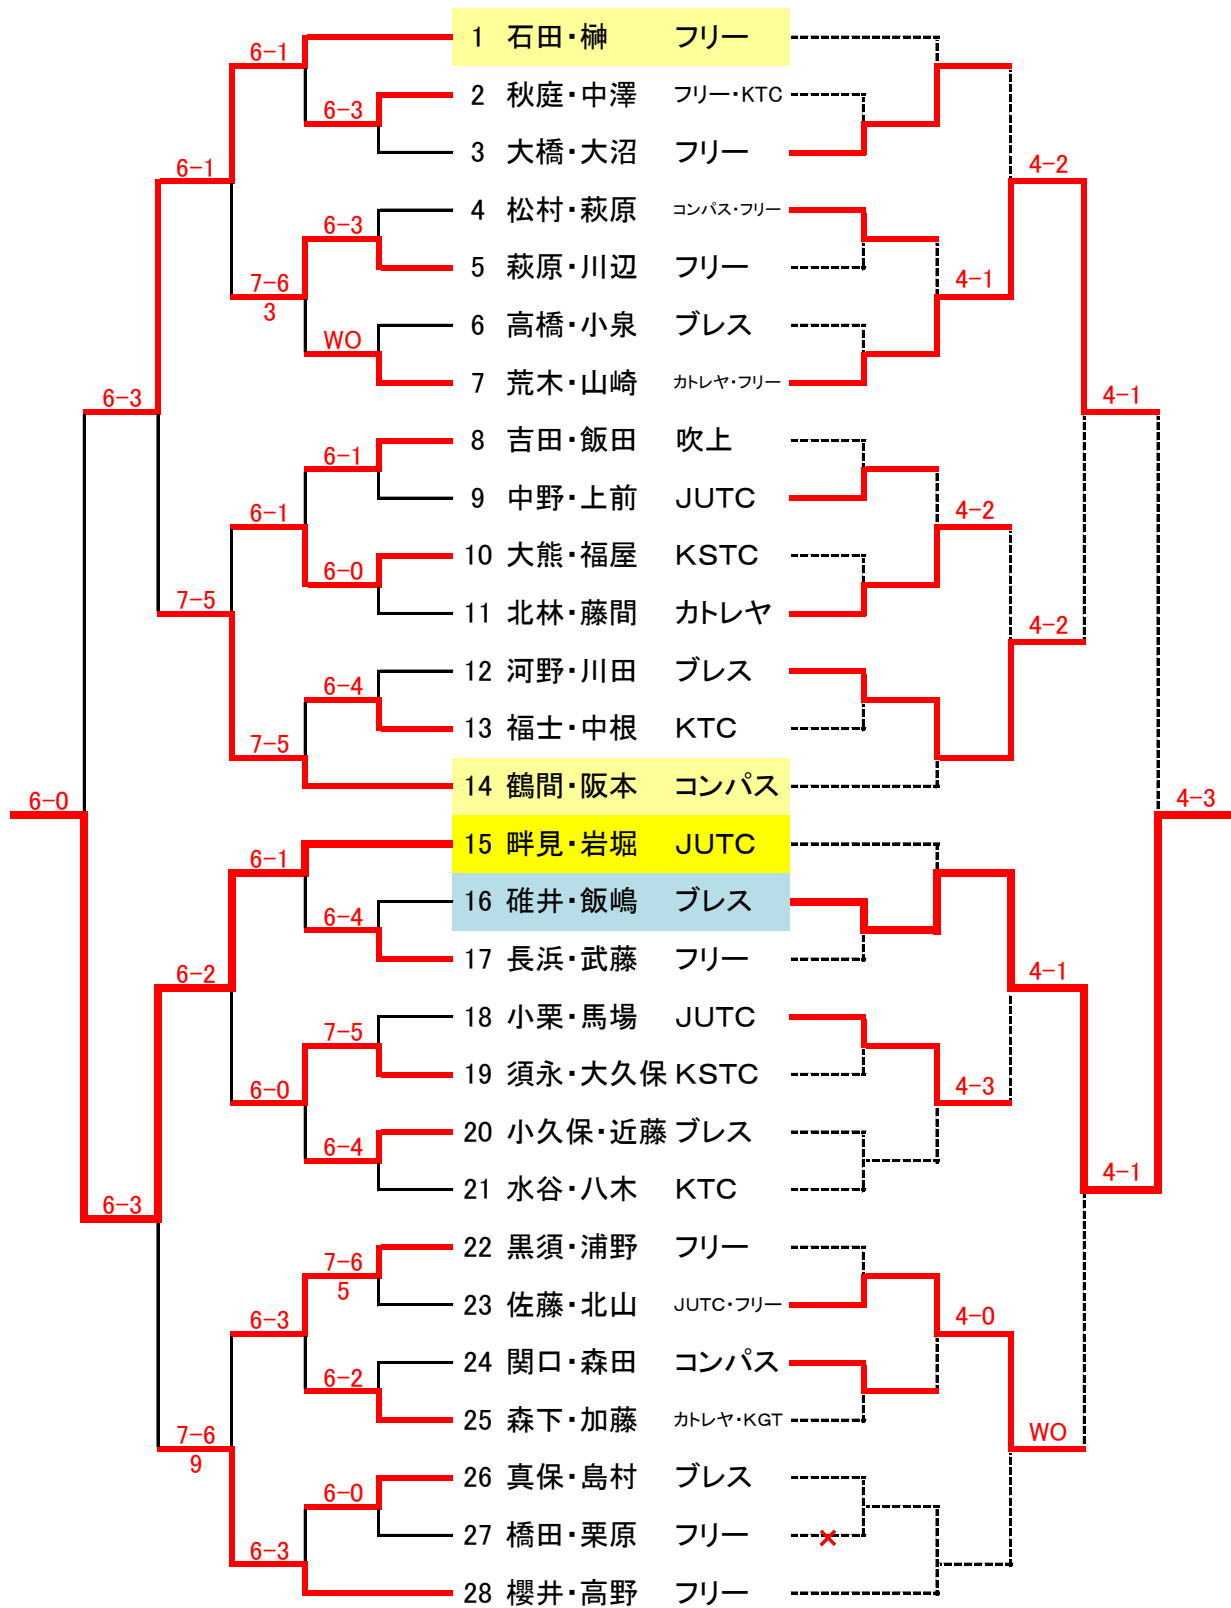 1 石田・榊 フリー
6-1
2 秋庭・中澤 フリー・KTC
6-3
3 大橋・大沼 フリー
6-1
4-2
4 松村・萩原 コンパス・フリー
6-3
5 萩原・川辺 フリー
7-6
3
4-1
6 高橋・小泉 ブレス
WO
7 荒木・山崎 カトレヤ・フリー
6-3
4-1
8 吉田・飯田 吹上
6-1
9 中野・上前 JUTC
6-1
4-2
10 大熊・福屋 KSTC
6-0
11 北林・藤間 カトレヤ
7-5
4-2
12 河野・川田 ブレス
6-4
13 福士・中根 KTC
7-5
14 鶴間・阪本 コンパス
6-0
4-3
15 畔見・岩堀 JUTC
6-1
16 碓井・飯嶋 ブレス
6-4
17 長浜・武藤 フリー
6-2
4-1
18 小栗・馬場 JUTC
7-5
19 須永・大久保 KSTC
6-0
4-3
20 小久保・近藤 ブレス
6-4
21 水谷・八木 KTC
6-3
4-1
22 黒須・浦野 フリー
7-6
5
23 佐藤・北山 JUTC・フリー
6-3
4-0
24 関口・森田 コンパス
6-2
25 森下・加藤 カトレヤ・KGT
7-6
9
WO
26 真保・島村 ブレス
6-0
27 橋田・栗原 フリー
6-3
28 櫻井・高野 フリー